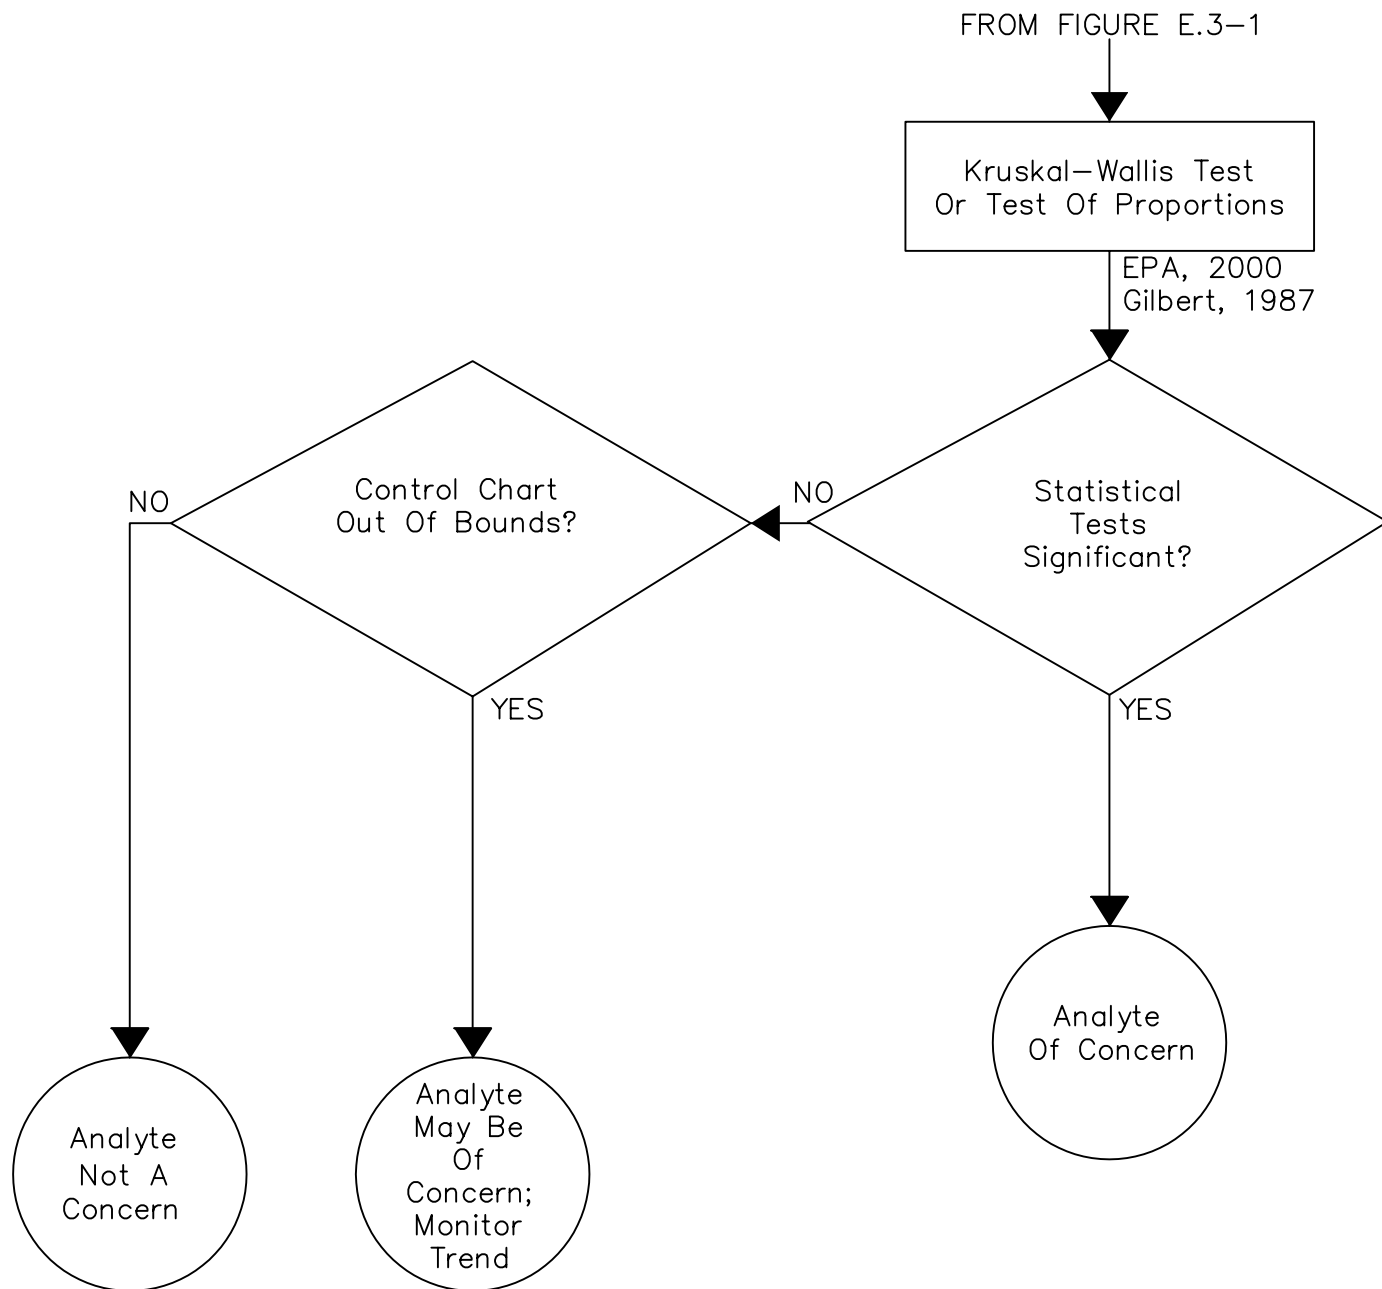 FROM FIGURE E.3-1
Kruskal-Wallis Test
Or Test Of Proportions
EPA, 2000
Gilbert, 1987
Statistical
Tests
Significant?
NO
Control Chart
Out Of Bounds?
NO
YES
YES
Analyte
Of Concern
Analyte
May Be
Of
Concern;
Monitor
Trend
Analyte
Not A
Concern